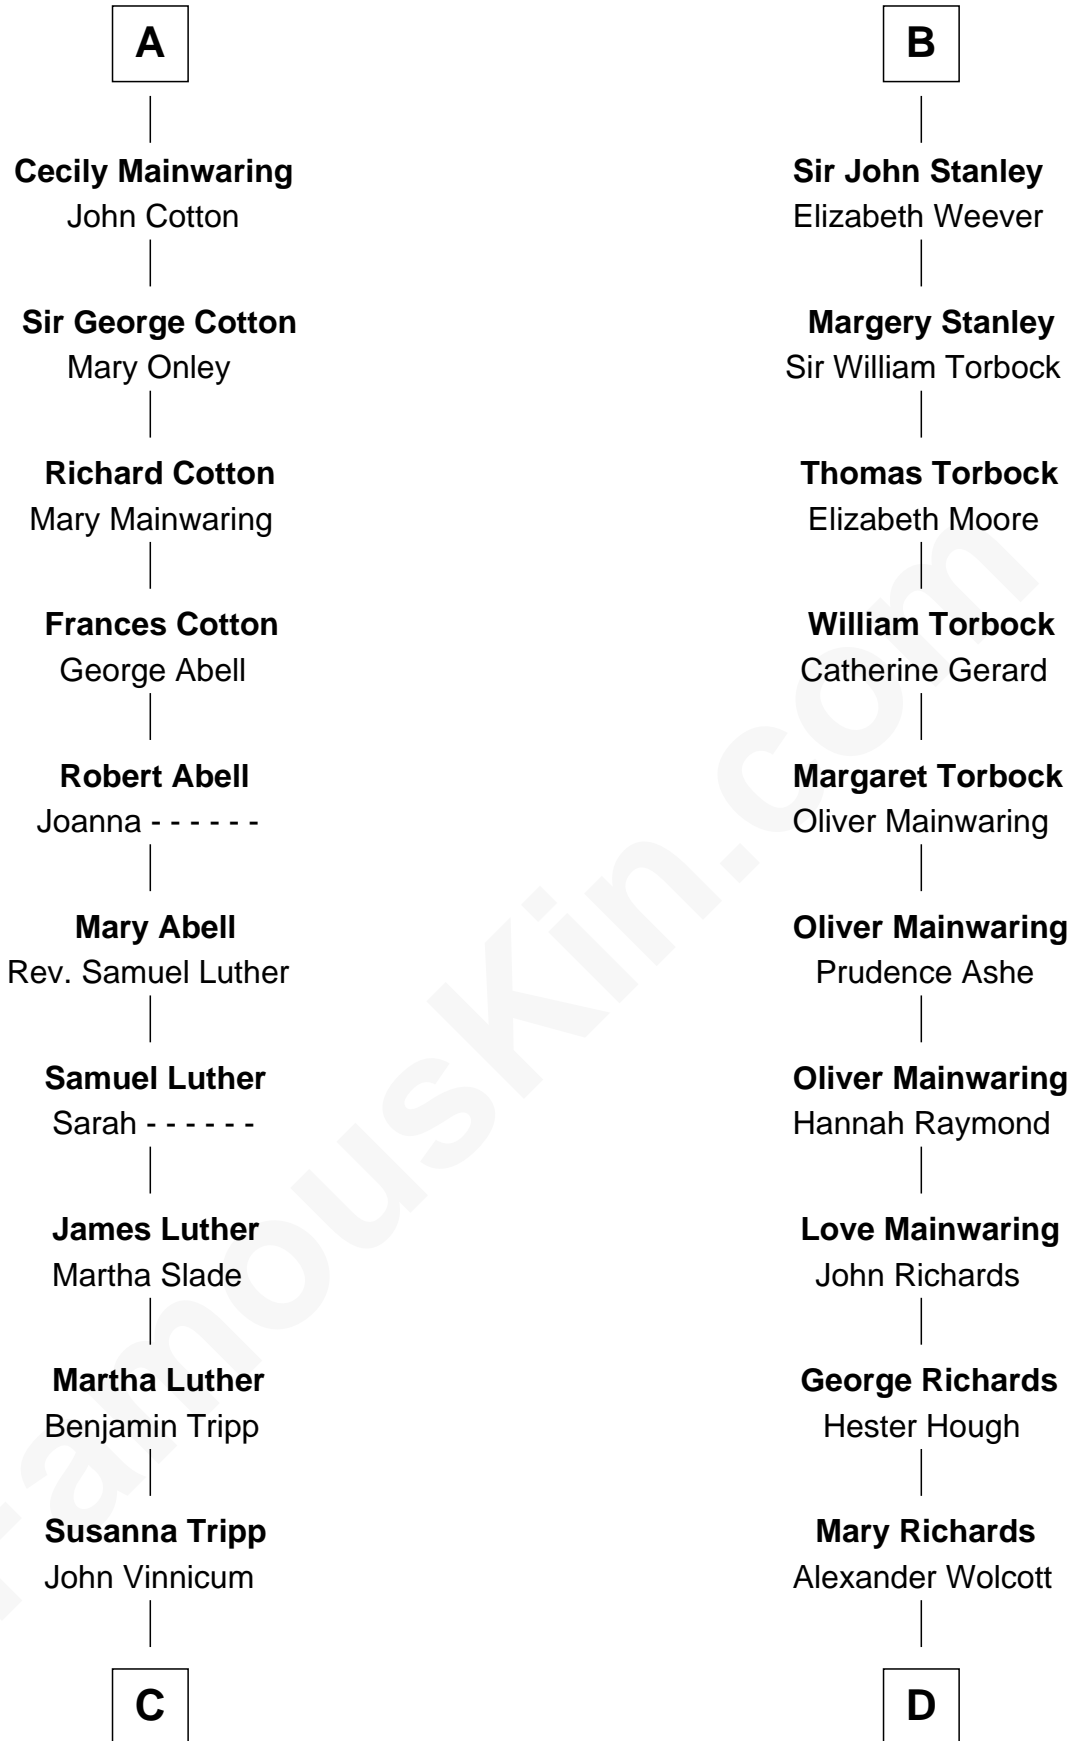 A
Cecily Mainwaring
John Cotton
Sir George Cotton
Mary Onley
Richard Cotton
Mary Mainwaring
Frances Cotton
George Abell
Robert Abell
Joanna - - - - - -
Mary Abell
Rev. Samuel Luther
Samuel Luther
Sarah - - - - - -
James Luther
Martha Slade
Martha Luther
Benjamin Tripp
Susanna Tripp
John Vinnicum
C
B
Sir John Stanley
Elizabeth Weever
Margery Stanley
Sir William Torbock
Thomas Torbock
Elizabeth Moore
William Torbock
Catherine Gerard
Margaret Torbock
Oliver Mainwaring
Oliver Mainwaring
Prudence Ashe
Oliver Mainwaring
Hannah Raymond
Love Mainwaring
John Richards
George Richards
Hester Hough
Mary Richards
Alexander Wolcott
D
FamousKin.com